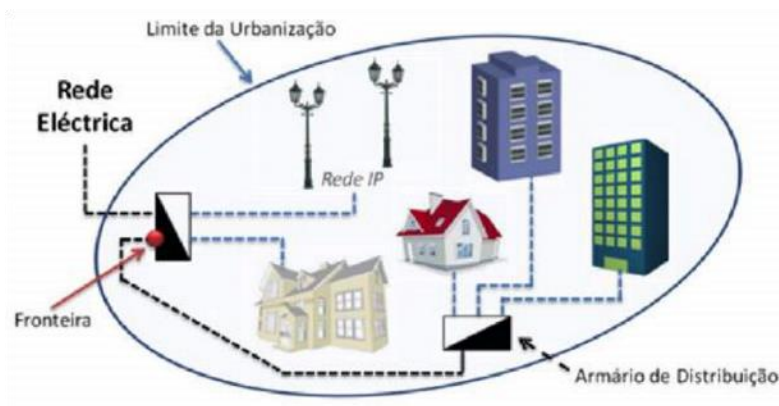 Limite da Urbanização
Rede
Eléctrica
Rede IP
Fronteira
Armário de Distribuição